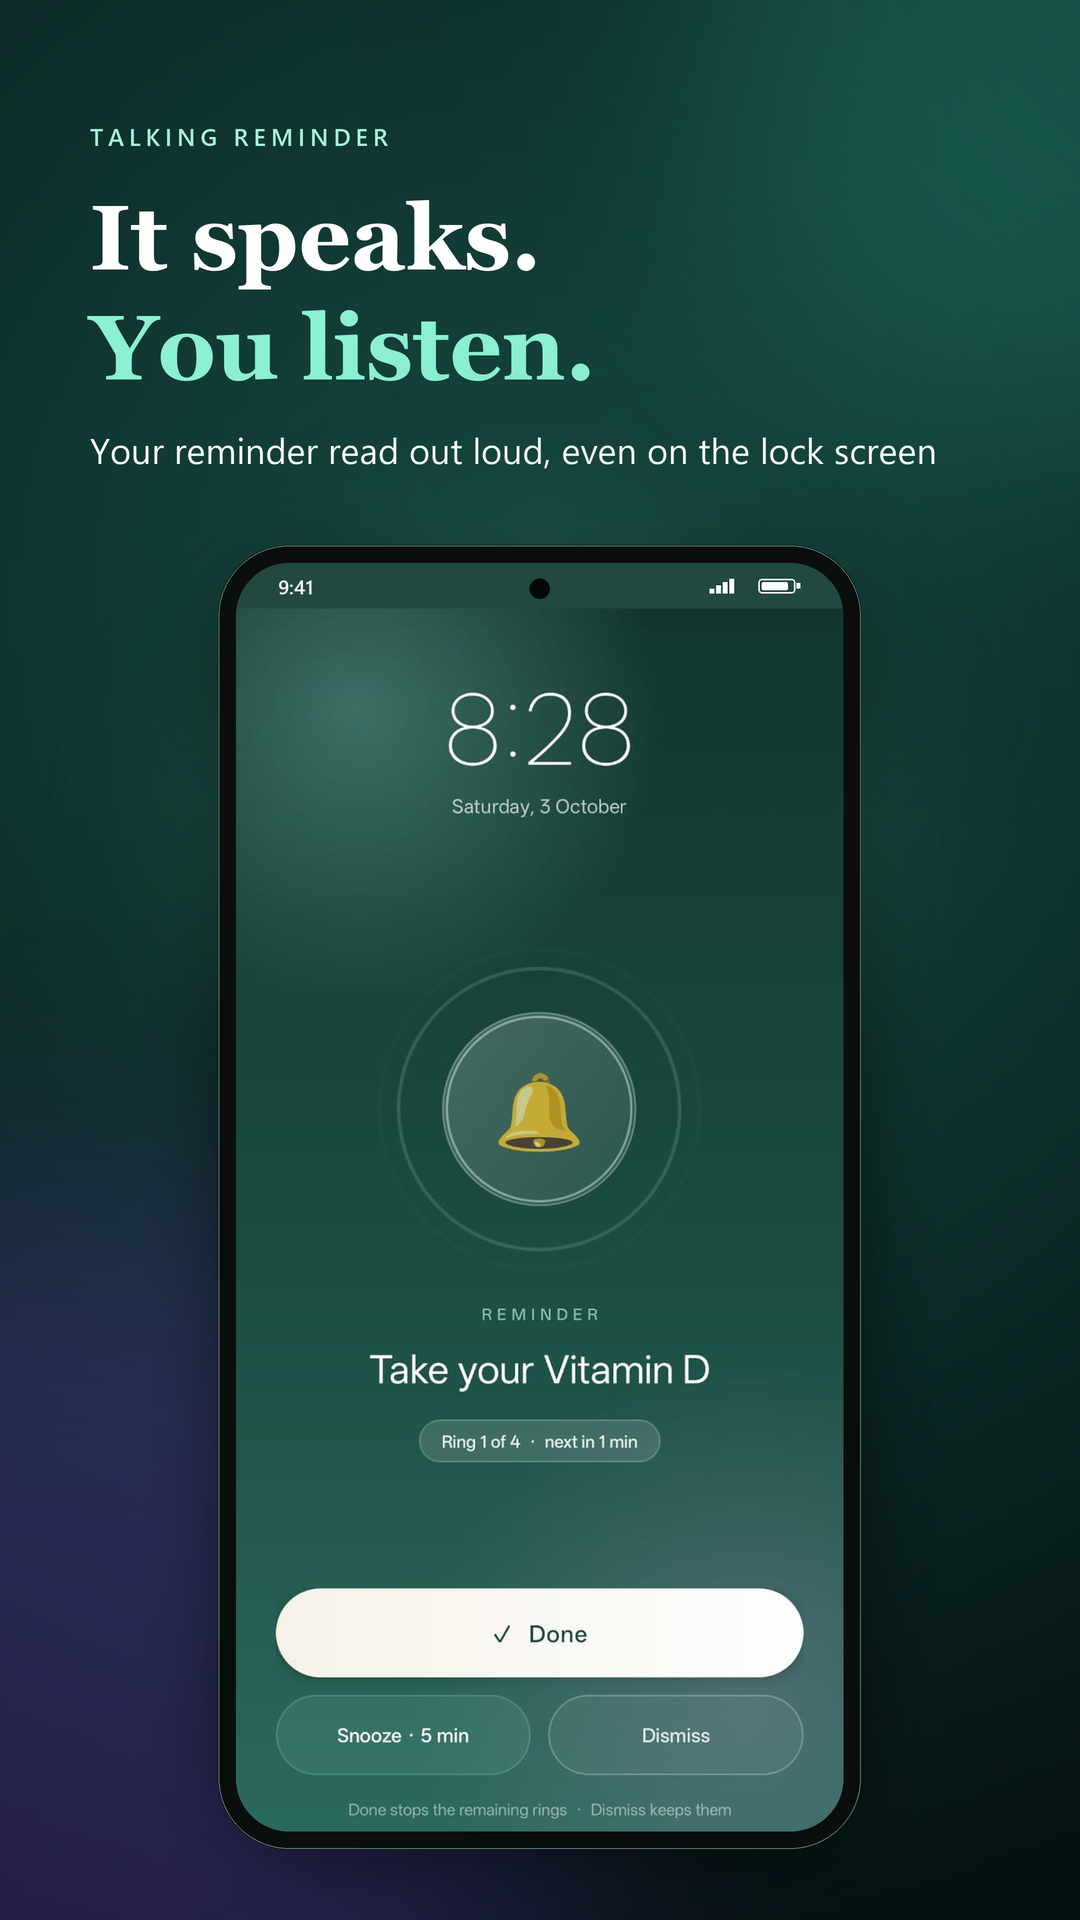 TALKING REMINDER
It speaks.
You listen.
Your reminder read out loud, even on the lock screen
9:41
8:28
Saturday, 3 October
REMINDER
Take your Vitamin D
Ring 1 of 4 · next in 1 min
✓ Done
Snooze · 5 min
Dismiss
Done stops the remaining rings · Dismiss keeps them